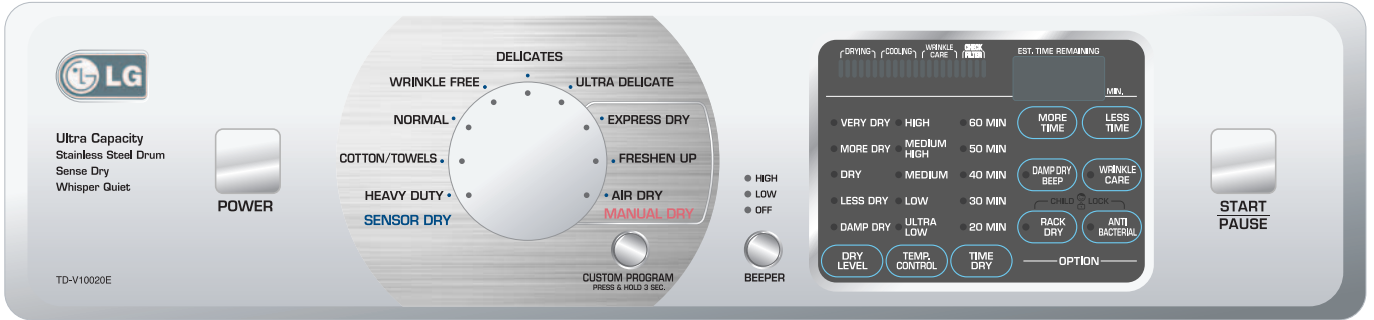 LG
Ultra Capacity
Stainless Steel Drum
Sense Dry
Whisper Quiet
TD-V10020E
POWER
DELICATES
WRINKLE FREE
ULTRA DELICATE
NORMAL
EXPRESS DRY
COTTON/TOWELS
FRESHEN UP
HEAVY DUTY
AIR DRY
SENSOR DRY
MANUAL DRY
CUSTOM PROGRAM
PRESS & HOLD 3 SEC.
HIGH
LOW
OFF
BEEPER
DRYING
COOLING
WRINKLE
CARE
CHECK
FILTER
EST. TIME REMAINING
MIN.
VERY DRY
HIGH
60 MIN
MORE DRY
MEDIUM
HIGH
50 MIN
DRY
MEDIUM
40 MIN
LESS DRY
LOW
30 MIN
DAMP DRY
ULTRA
LOW
20 MIN
DRY
LEVEL
TEMP.
CONTROL
TIME
DRY
MORE
TIME
LESS
TIME
DAMP DRY
BEEP
WRINKLE
CARE
CHILD LOCK
RACK
DRY
ANTI
BACTERIAL
OPTION
START
PAUSE